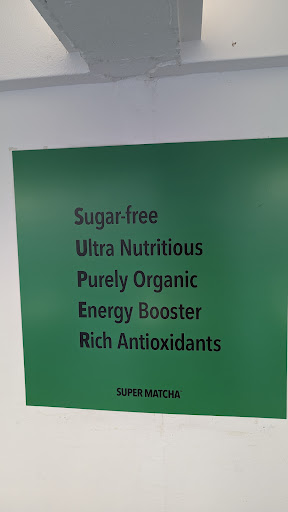 Sugar-free
Ultra Nutritious
Purely Organic
Energy Booster
Rich Antioxidants
SUPER MATCHA